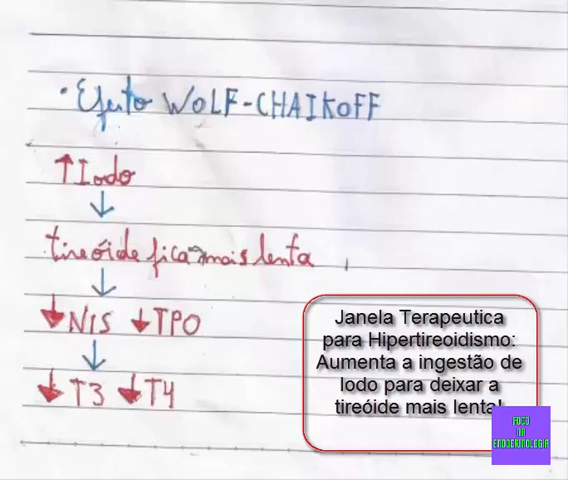 • Efeito WOLF-CHAIKOFF
↑ Iodo
↓
tireóide fica mais lenta
↓
↓ NIS ↓ TPO
↓
↓ T3 ↓ T4
Janela Terapeutica
para Hipertireoidismo:
Aumenta a ingestão de
Iodo para deixar a
tireóide mais lenta!
FOCO
NA
ENDOCRINOLOGIA